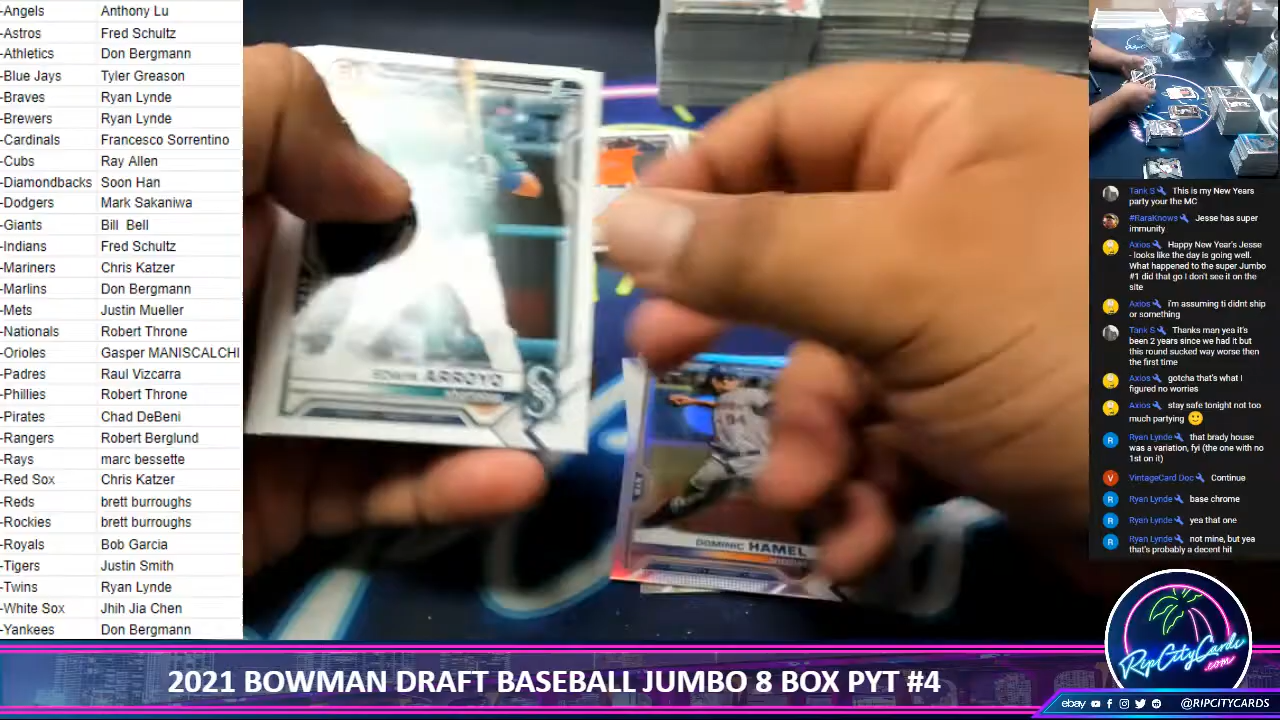 -Angels Anthony Lu
-Astros Fred Schultz
-Athletics Don Bergmann
-Blue Jays Tyler Greason
-Braves Ryan Lynde
-Brewers Ryan Lynde
-Cardinals Francesco Sorrentino
-Cubs Ray Allen
-Diamondbacks Soon Han
-Dodgers Mark Sakaniwa
-Giants Bill Bell
-Indians Fred Schultz
-Mariners Chris Katzer
-Marlins Don Bergmann
-Mets Justin Mueller
-Nationals Robert Throne
-Orioles Gasper MANISCALCHI
-Padres Raul Vizcarra
-Phillies Robert Throne
-Pirates Chad DeBeni
-Rangers Robert Berglund
-Rays marc bessette
-Red Sox Chris Katzer
-Reds brett burroughs
-Rockies brett burroughs
-Royals Bob Garcia
-Tigers Justin Smith
-Twins Ryan Lynde
-White Sox Jhih Jia Chen
-Yankees Don Bergmann
EDWIN ARROYO
S
DOMINIC HAMEL
Tank S This is my New Years
party your the MC
#RaraKnows Jesse has super
immunity
Axios Happy New Year's Jesse
- looks like the day is going well.
What happened to the super Jumbo
#1 did that go I don't see it on the
site
Axios i'm assuming ti didnt ship
or something
Tank S Thanks man yea it's
been 2 years since we had it but
this round sucked way worse then
the first time
Axios gotcha that's what I
figured no worries
Axios stay safe tonight not too
much partying 🙂
Ryan Lynde that brady house
was a variation, fyi (the one with no
1st on it)
VintageCard Doc Continue
Ryan Lynde base chrome
Ryan Lynde yea that one
Ryan Lynde not mine, but yea
that's probably a decent hit
RipCityCards
.com
2021 BOWMAN DRAFT BASEBALL JUMBO 8 BOX PYT #4
ebay @RIPCITYCARDS